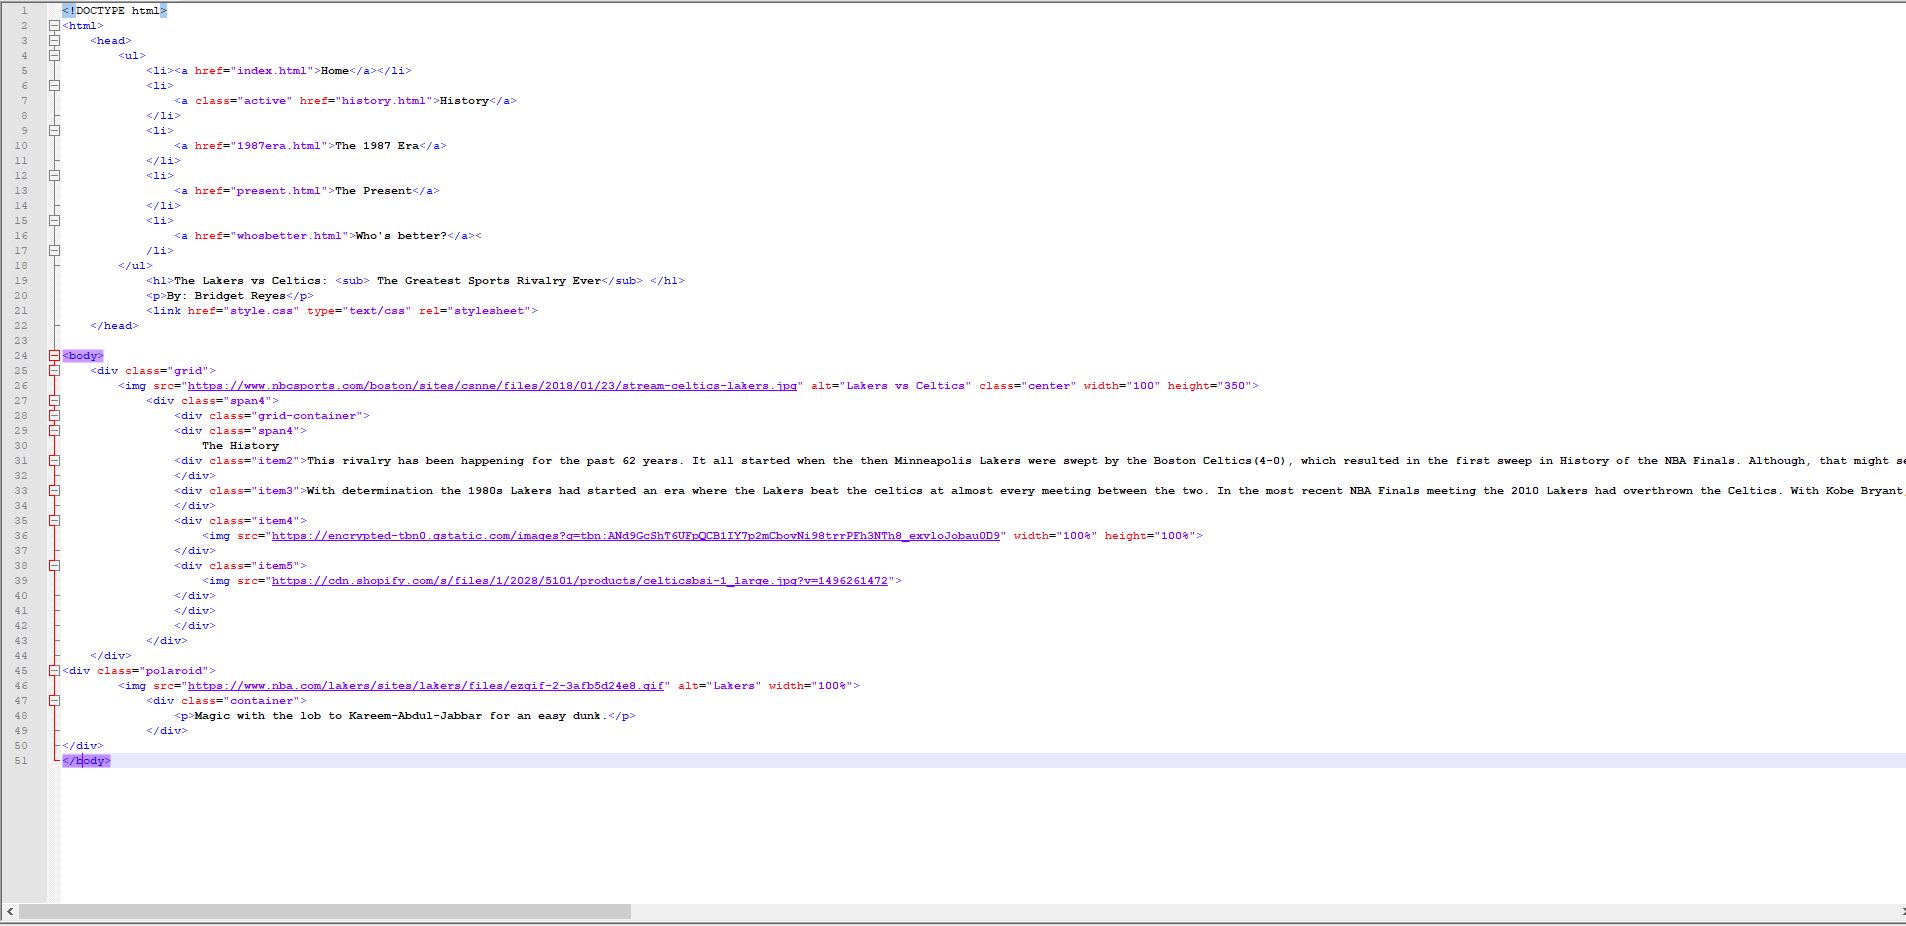 1 <!DOCTYPE html>
2 <html>
3 <head>
4 <ul>
5 <li><a href="index.html">Home</a></li>
6 <li>
7 <a class="active" href="history.html">History</a>
8 </li>
9 <li>
10 <a href="1987era.html">The 1987 Era</a>
11 </li>
12 <li>
13 <a href="present.html">The Present</a>
14 </li>
15 <li>
16 <a href="whosbetter.html">Who's better?</a><
17 /li>
18 </ul>
19 <h1>The Lakers vs Celtics: <sub> The Greatest Sports Rivalry Ever</sub> </h1>
20 <p>By: Bridget Reyes</p>
21 <link href="style.css" type="text/css" rel="stylesheet">
22 </head>
23
24 <body>
25 <div class="grid">
26 <img src="https://www.nbcsports.com/boston/sites/csnne/files/2018/01/23/stream-celtics-lakers.jpg" alt="Lakers vs Celtics" class="center" width="100" height="350">
27 <div class="span4">
28 <div class="grid-container">
29 <div class="span4">
30 The History
31 <div class="item2">This rivalry has been happening for the past 62 years. It all started when the then Minneapolis Lakers were swept by the Boston Celtics(4-0), which resulted in the first sweep in History of the NBA Finals. Although, that might se
32 </div>
33 <div class="item3">With determination the 1980s Lakers had started an era where the Lakers beat the celtics at almost every meeting between the two. In the most recent NBA Finals meeting the 2010 Lakers had overthrown the Celtics. With Kobe Bryant,
34 </div>
35 <div class="item4">
36 <img src="https://encrypted-tbn0.gstatic.com/images?q=tbn:ANd9GcShT6UFpQCB1IY7p2mCbovNi98trrPFh3NTh8_exvloJobau0D9" width="100%" height="100%">
37 </div>
38 <div class="item5">
39 <img src="https://cdn.shopify.com/s/files/1/2028/5101/products/celticsbsi-1_large.jpg?v=1496261472">
40 </div>
41 </div>
42 </div>
43 </div>
44 </div>
45 <div class="polaroid">
46 <img src="https://www.nba.com/lakers/sites/lakers/files/ezgif-2-3afb5d24e8.gif" alt="Lakers" width="100%">
47 <div class="container">
48 <p>Magic with the lob to Kareem-Abdul-Jabbar for an easy dunk.</p>
49 </div>
50 </div>
51 </body>